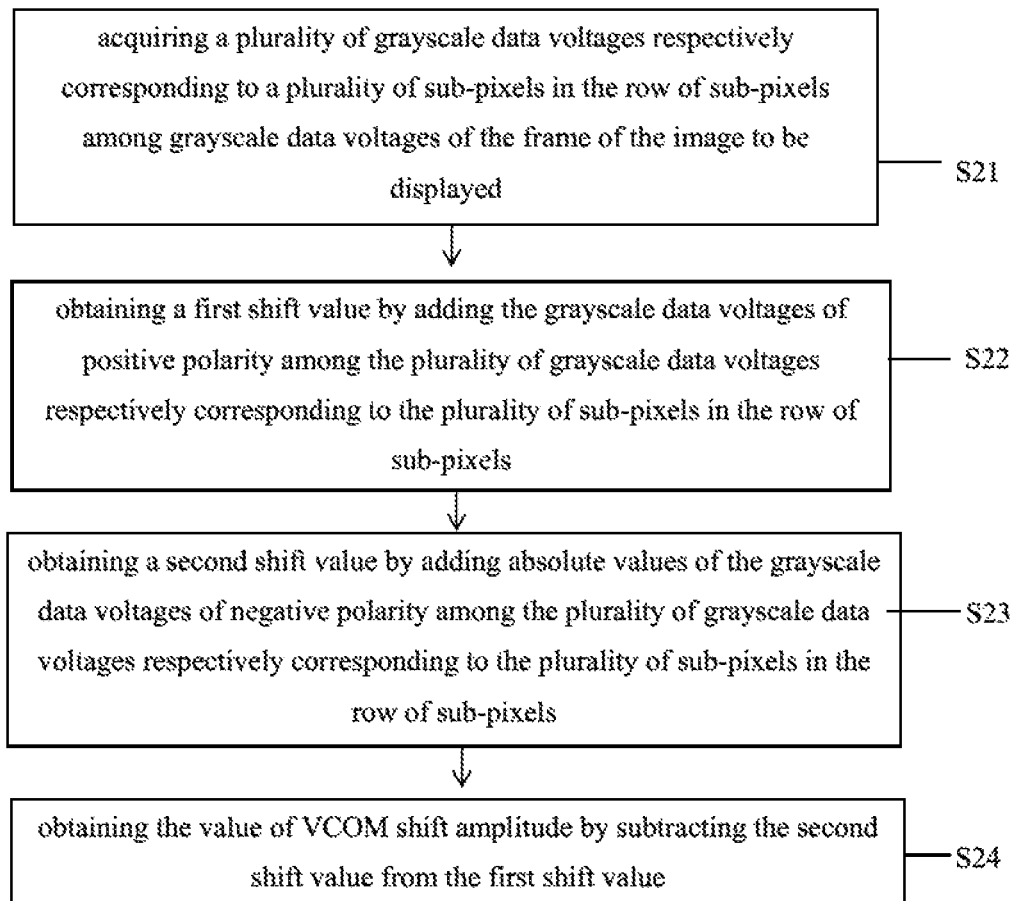 acquiring a plurality of grayscale data voltages respectively
corresponding to a plurality of sub-pixels in the row of sub-pixels
among grayscale data voltages of the frame of the image to be
displayed
S21
obtaining a first shift value by adding the grayscale data voltages of
positive polarity among the plurality of grayscale data voltages
respectively corresponding to the plurality of sub-pixels in the row of
sub-pixels
S22
obtaining a second shift value by adding absolute values of the grayscale
data voltages of negative polarity among the plurality of grayscale data
voltages respectively corresponding to the plurality of sub-pixels in the
row of sub-pixels
S23
obtaining the value of VCOM shift amplitude by subtracting the second
shift value from the first shift value
S24